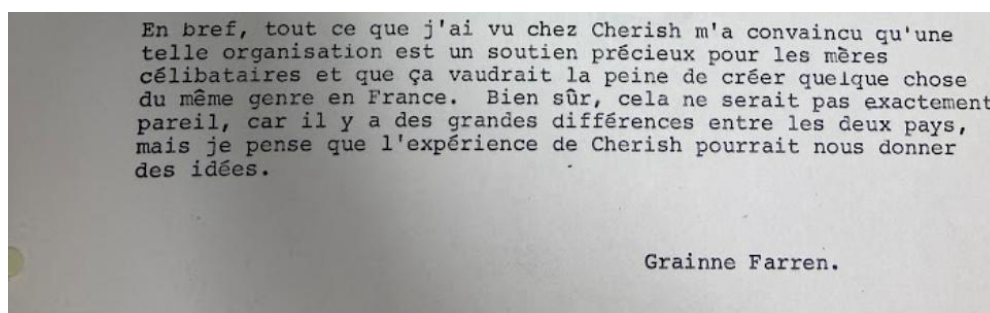 En bref, tout ce que j'ai vu chez Cherish m'a convaincu qu'une
telle organisation est un soutien précieux pour les mères
célibataires et que ça vaudrait la peine de créer quelque chose
du même genre en France. Bien sûr, cela ne serait pas exactement
pareil, car il y a des grandes différences entre les deux pays,
mais je pense que l'expérience de Cherish pourrait nous donner
des idées.
Grainne Farren.